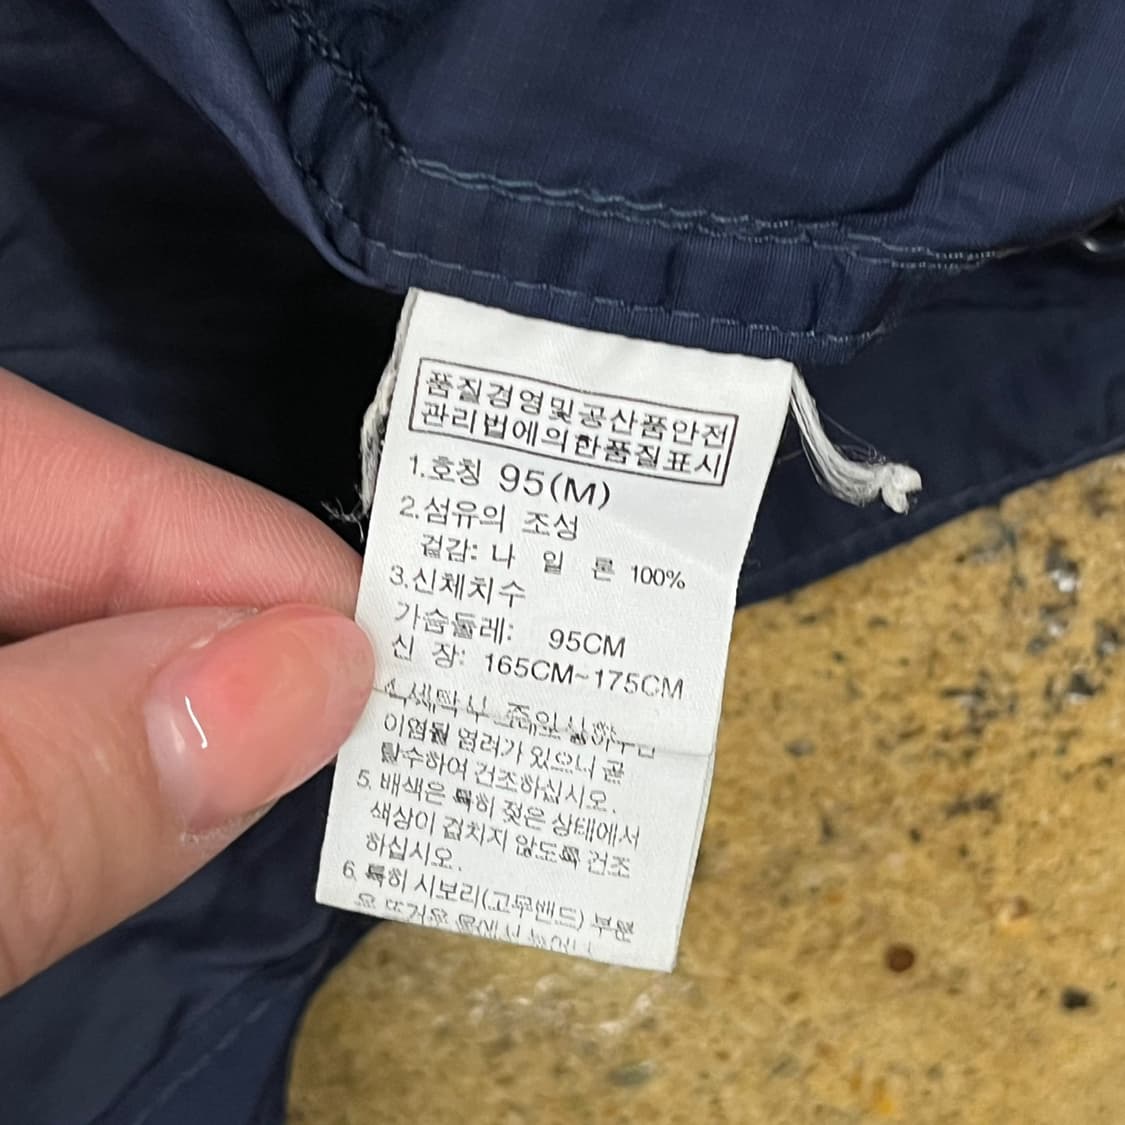 품질경영및공산품안전
관리법에의한품질표시
1.호칭 95(M)
2.섬유의 조성
겉감: 나 일 론 100%
3.신체치수
가슴둘레: 95CM
신 장: 165CM~175CM
이염될 염려가 있으니 곧
탈수하여 건조하십시오.
5. 배색은 특히 젖은 상태에서
색상이 겹치지 않도록 건조
하십시오.
6. 특히 시보리(고무밴드) 부분